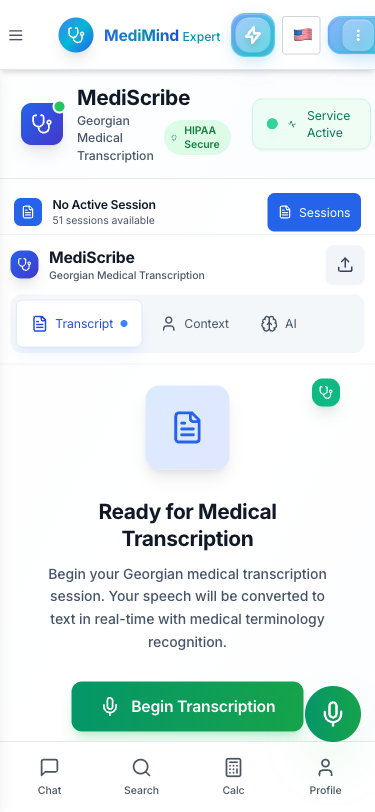 MediMind Expert
MediScribe
Georgian
Medical
Transcription
HIPAA
Secure
Service
Active
No Active Session
51 sessions available
Sessions
MediScribe
Georgian Medical Transcription
Transcript
Context
AI
Ready for Medical
Transcription
Begin your Georgian medical transcription
session. Your speech will be converted to
text in real-time with medical terminology
recognition.
Begin Transcription
Chat
Search
Calc
Profile